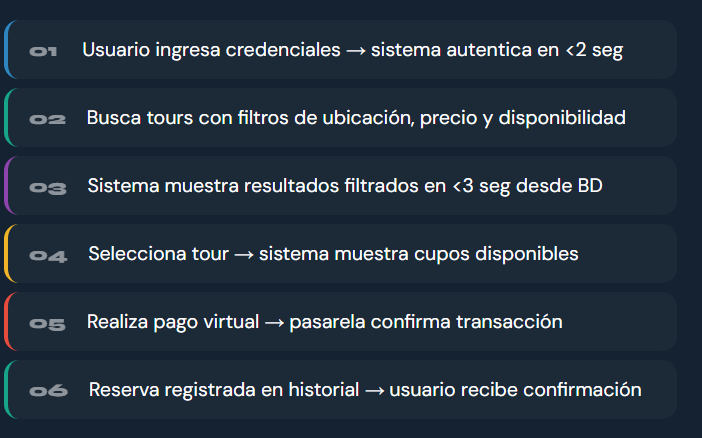 01 Usuario ingresa credenciales → sistema autentica en <2 seg
02 Busca tours con filtros de ubicación, precio y disponibilidad
03 Sistema muestra resultados filtrados en <3 seg desde BD
04 Selecciona tour → sistema muestra cupos disponibles
05 Realiza pago virtual → pasarela confirma transacción
06 Reserva registrada en historial → usuario recibe confirmación